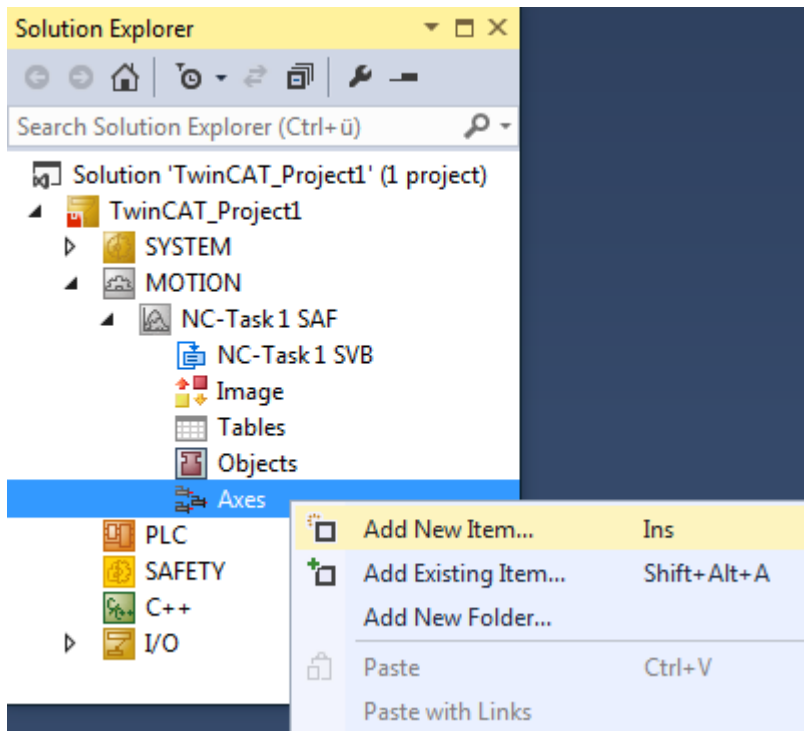 Solution Explorer
Search Solution Explorer (Ctrl+ü)
Solution 'TwinCAT_Project1' (1 project)
TwinCAT_Project1
SYSTEM
MOTION
NC-Task 1 SAF
NC-Task 1 SVB
Image
Tables
Objects
Axes
Add New Item... Ins
PLC
SAFETY
Add Existing Item... Shift+Alt+A
C++
Add New Folder...
I/O
Paste Ctrl+V
Paste with Links